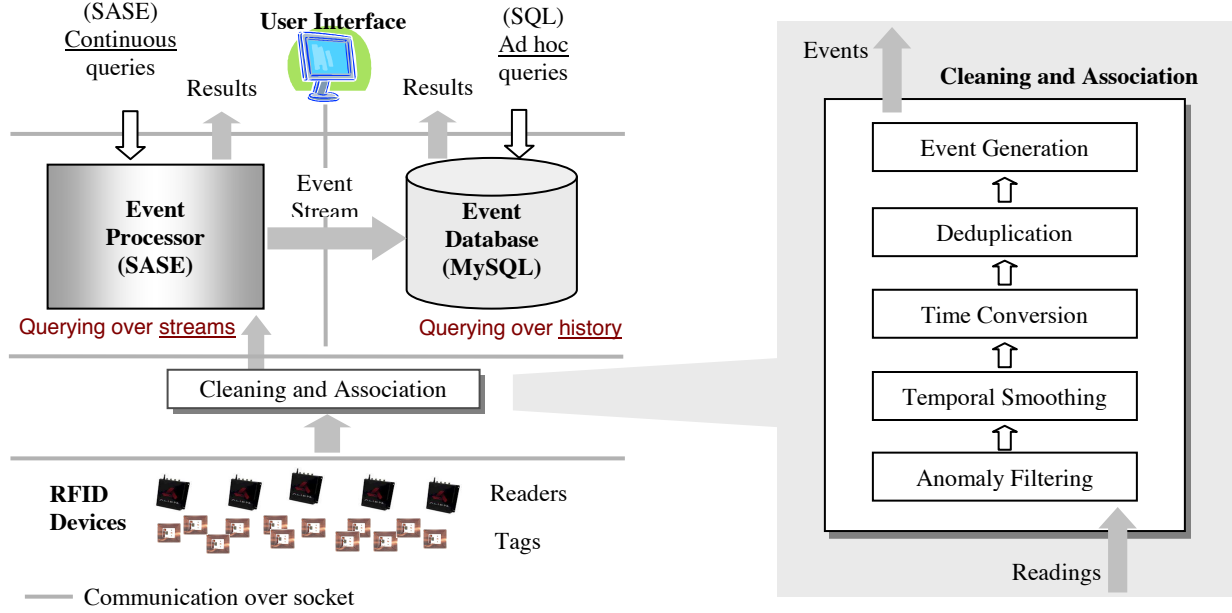 (SASE)
Continuous
queries
User Interface
(SQL)
Ad hoc
queries
Results
Results
Event
Processor
(SASE)
Event
Stream
Event
Database
(MySQL)
Querying over streams
Querying over history
Cleaning and Association
RFID
Devices
Readers
Tags
Communication over socket
Events
Cleaning and Association
Event Generation
Deduplication
Time Conversion
Temporal Smoothing
Anomaly Filtering
Readings